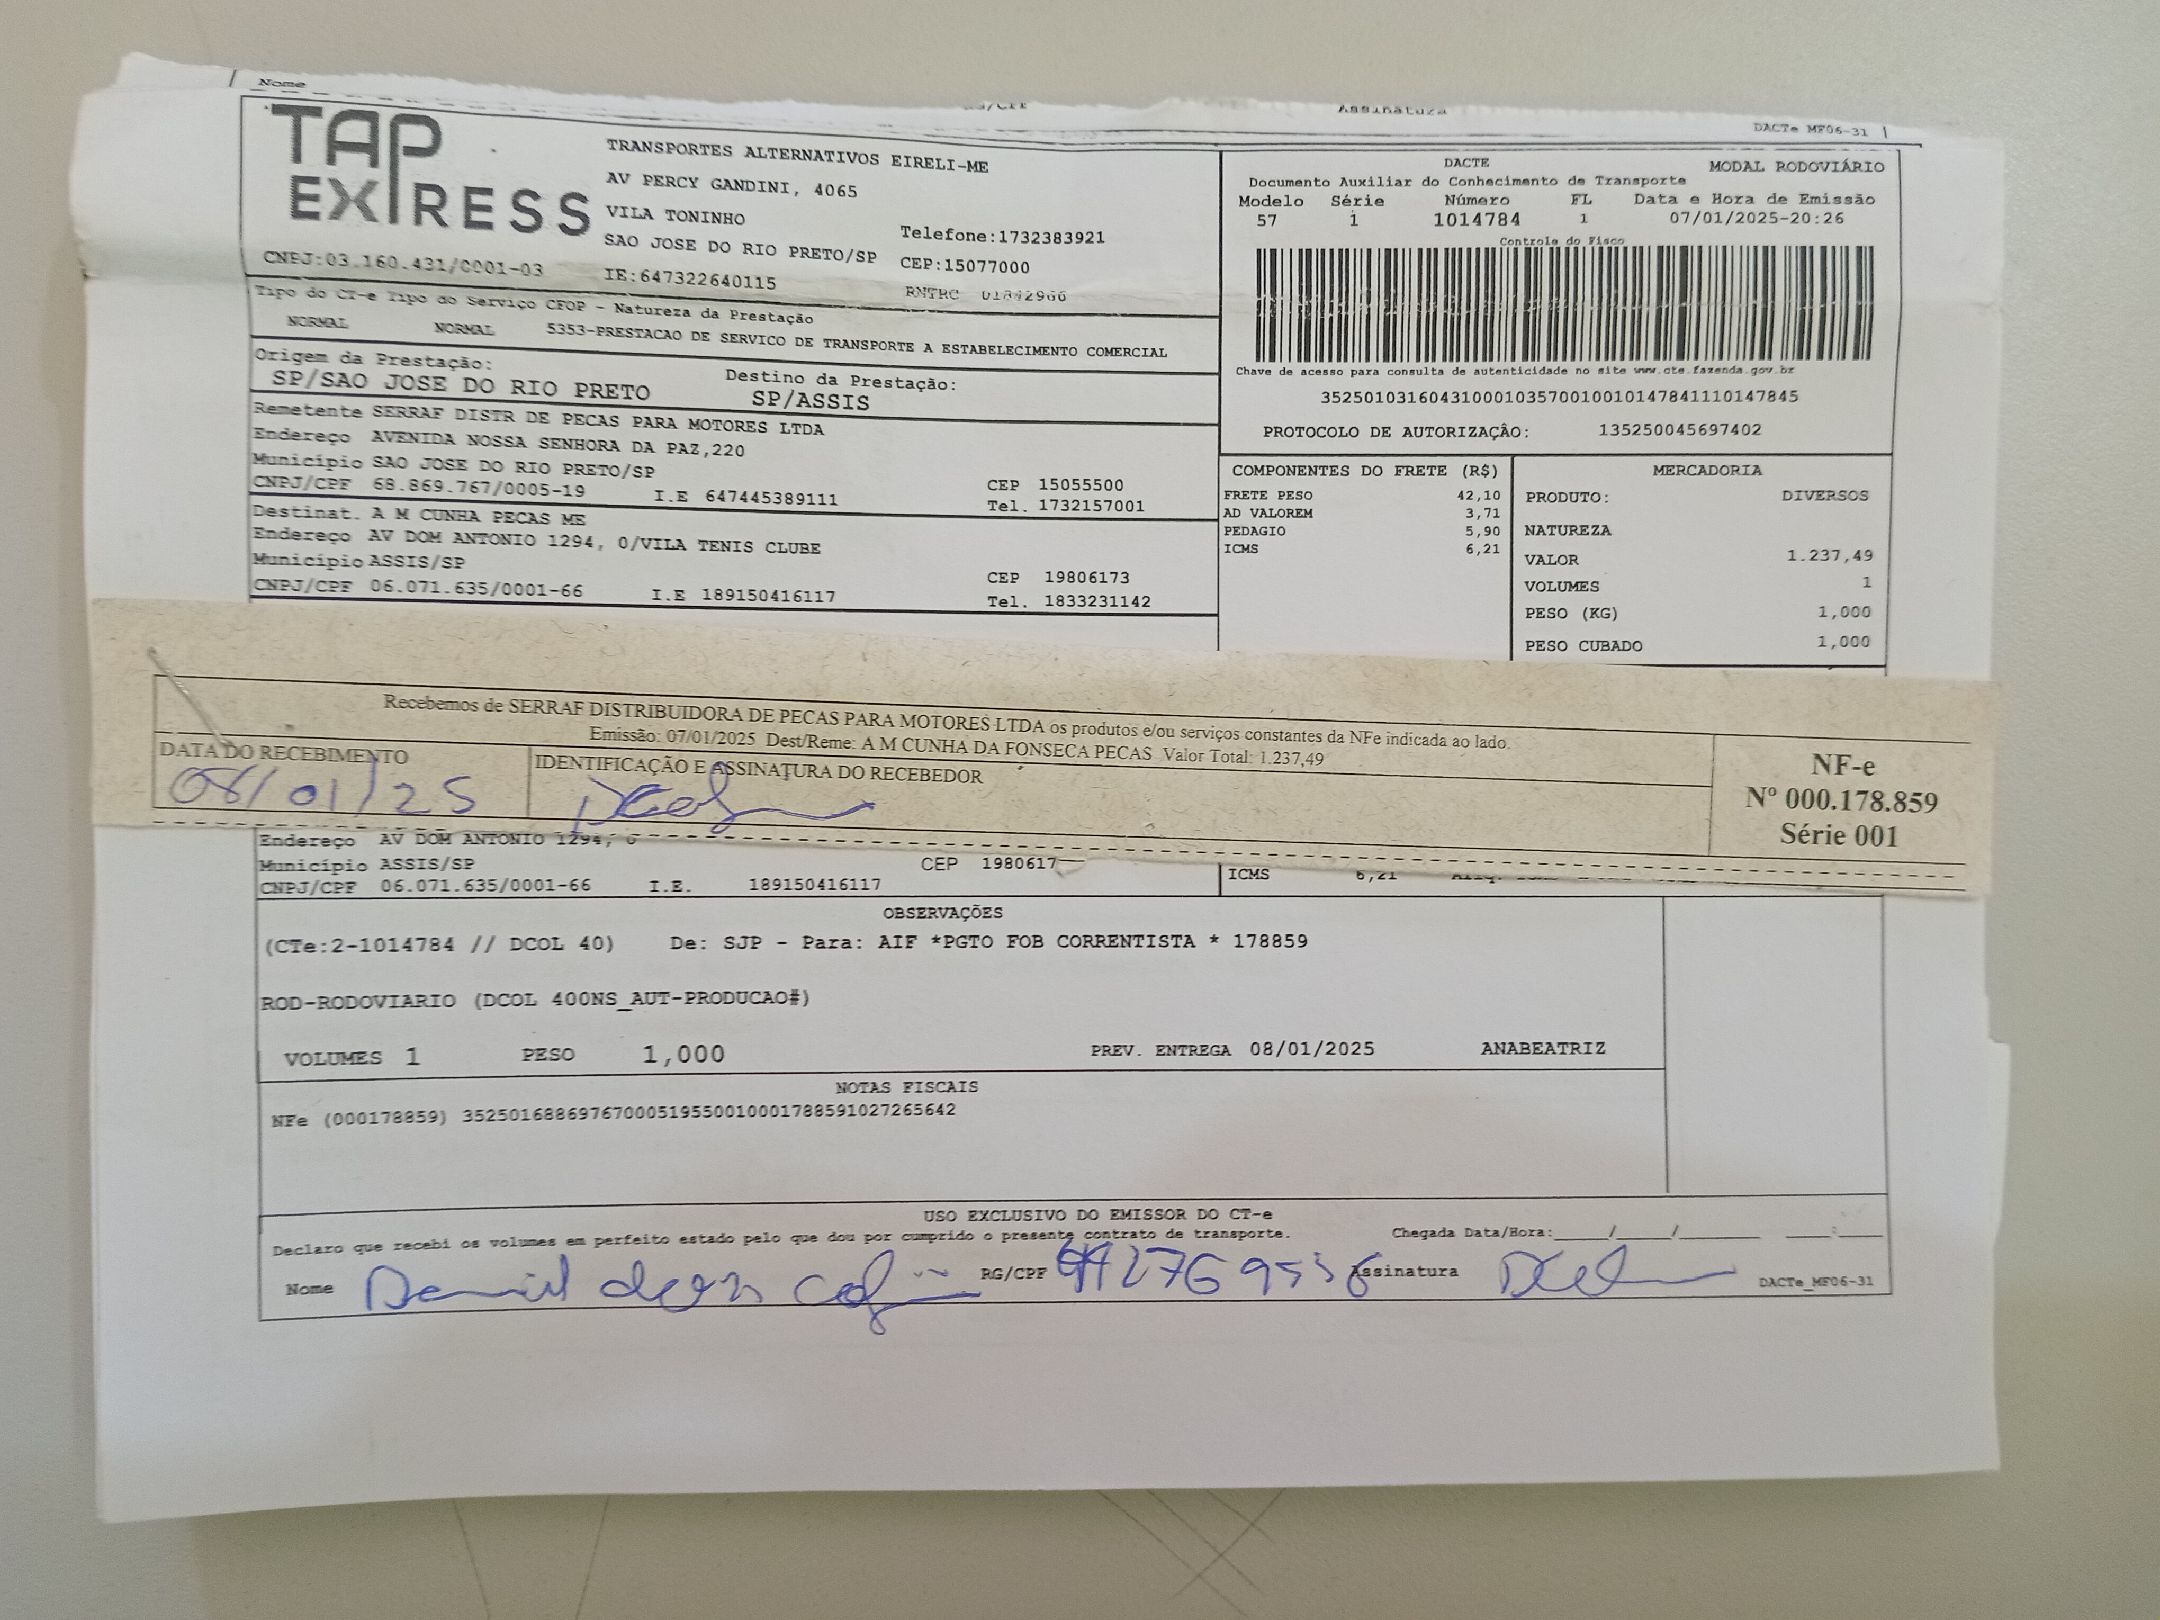 Nome
Assinatura
DACTe MF06-31
TAP
EXPRESS
TRANSPORTES ALTERNATIVOS EIRELI-ME
AV PERCY GANDINI, 4065
VILA TONINHO
SAO JOSE DO RIO PRETO/SP
Telefone:1732383921
CEP:15077000
CNPJ:03.160.431/0001-03
IE:647322640115
RNTRC 01842966
DACTE
MODAL RODOVIÁRIO
Documento Auxiliar do Conhecimento de Transporte
Modelo Série Número FL Data e Hora de Emissão
57 1 1014784 1 07/01/2025-20:26
Controle do Fisco
Chave de acesso para consulta de autenticidade no site www.cte.fazenda.gov.br
35250103160431000103570010010147841110147845
PROTOCOLO DE AUTORIZAÇÂO: 135250045697402
Tipo do CT-e Tipo do Serviço CFOP - Natureza da Prestação
NORMAL NORMAL 5353-PRESTACAO DE SERVICO DE TRANSPORTE A ESTABELECIMENTO COMERCIAL
Origem da Prestação: Destino da Prestação:
SP/SAO JOSE DO RIO PRETO SP/ASSIS
Remetente SERRAF DISTR DE PECAS PARA MOTORES LTDA
Endereço AVENIDA NOSSA SENHORA DA PAZ,220
Município SAO JOSE DO RIO PRETO/SP CEP 15055500
CNPJ/CPF 68.869.767/0005-19 I.E 647445389111 Tel. 1732157001
Destinat. A M CUNHA PECAS ME
Endereço AV DOM ANTONIO 1294, 0/VILA TENIS CLUBE
Município ASSIS/SP CEP 19806173
CNPJ/CPF 06.071.635/0001-66 I.E 189150416117 Tel. 1833231142
COMPONENTES DO FRETE (R$)
FRETE PESO 42,10
AD VALOREM 3,71
PEDAGIO 5,90
ICMS 6,21
MERCADORIA
PRODUTO: DIVERSOS
NATUREZA
VALOR 1.237,49
VOLUMES 1
PESO (KG) 1,000
PESO CUBADO 1,000
Recebemos de SERRAF DISTRIBUIDORA DE PECAS PARA MOTORES LTDA os produtos e/ou serviços constantes da NFe indicada ao lado.
Emissão: 07/01/2025 Dest/Reme: A M CUNHA DA FONSECA PECAS Valor Total: 1.237,49
DATA DO RECEBIMENTO
08/01/25
IDENTIFICAÇÃO E ASSINATURA DO RECEBEDOR
NF-e
Nº 000.178.859
Série 001
Endereço AV DOM ANTONIO 1294, 0
Município ASSIS/SP CEP 1980617
CNPJ/CPF 06.071.635/0001-66 I.E. 189150416117
ICMS 6,21
OBSERVAÇÕES
(CTe:2-1014784 // DCOL 40) De: SJP - Para: AIF *PGTO FOB CORRENTISTA * 178859
ROD-RODOVIARIO (DCOL 400NS_AUT-PRODUCAO#)
VOLUMES 1 PESO 1,000 PREV. ENTREGA 08/01/2025 ANABEATRIZ
NOTAS FISCAIS
NFe (000178859) 35250168869767000519550010001788591027265642
USO EXCLUSIVO DO EMISSOR DO CT-e
Declaro que recebi os volumes em perfeito estado pelo que dou por cumprido o presente contrato de transporte. Chegada Data/Hora:
Nome Daniel RG/CPF Assinatura DACTe_MF06-31